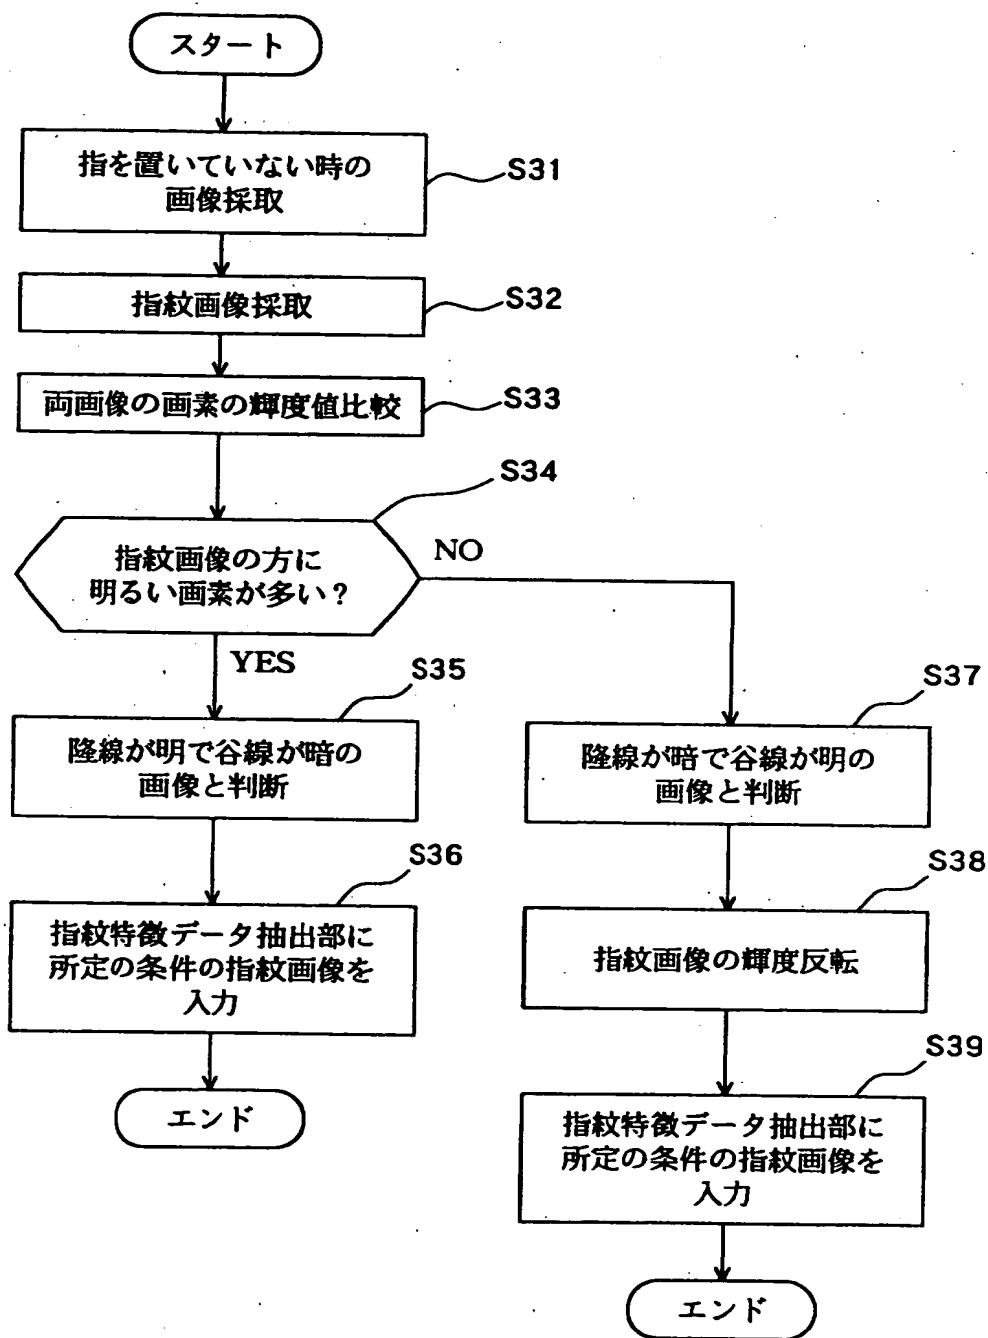 スタート
指を置いていない時の
画像採取
S31
指紋画像採取
S32
両画像の画素の輝度値比較
S33
S34
指紋画像の方に
明るい画素が多い?
NO
YES
S35
隆線が明で谷線が暗の
画像と判断
S36
指紋特徴データ抽出部に
所定の条件の指紋画像を
入力
エンド
S37
隆線が暗で谷線が明の
画像と判断
S38
指紋画像の輝度反転
S39
指紋特徴データ抽出部に
所定の条件の指紋画像を
入力
エンド